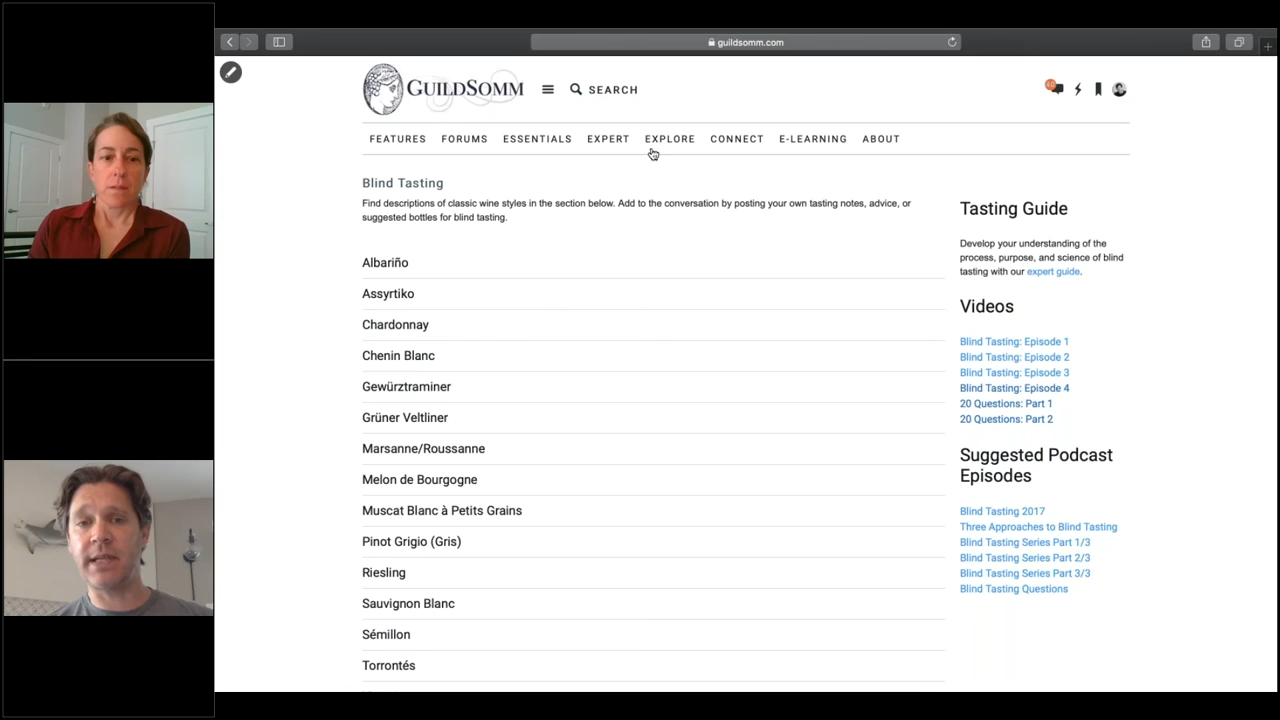 guildsomm.com
GUILDSOMM
SEARCH
FEATURES FORUMS ESSENTIALS EXPERT EXPLORE CONNECT E-LEARNING ABOUT
Blind Tasting
Find descriptions of classic wine styles in the section below. Add to the conversation by posting your own tasting notes, advice, or
suggested bottles for blind tasting.
Albariño
Assyrtiko
Chardonnay
Chenin Blanc
Gewürztraminer
Grüner Veltliner
Marsanne/Roussanne
Melon de Bourgogne
Muscat Blanc à Petits Grains
Pinot Grigio (Gris)
Riesling
Sauvignon Blanc
Sémillon
Torrontés
Tasting Guide
Develop your understanding of the
process, purpose, and science of blind
tasting with our expert guide.
Videos
Blind Tasting: Episode 1
Blind Tasting: Episode 2
Blind Tasting: Episode 3
Blind Tasting: Episode 4
20 Questions: Part 1
20 Questions: Part 2
Suggested Podcast
Episodes
Blind Tasting 2017
Three Approaches to Blind Tasting
Blind Tasting Series Part 1/3
Blind Tasting Series Part 2/3
Blind Tasting Series Part 3/3
Blind Tasting Questions